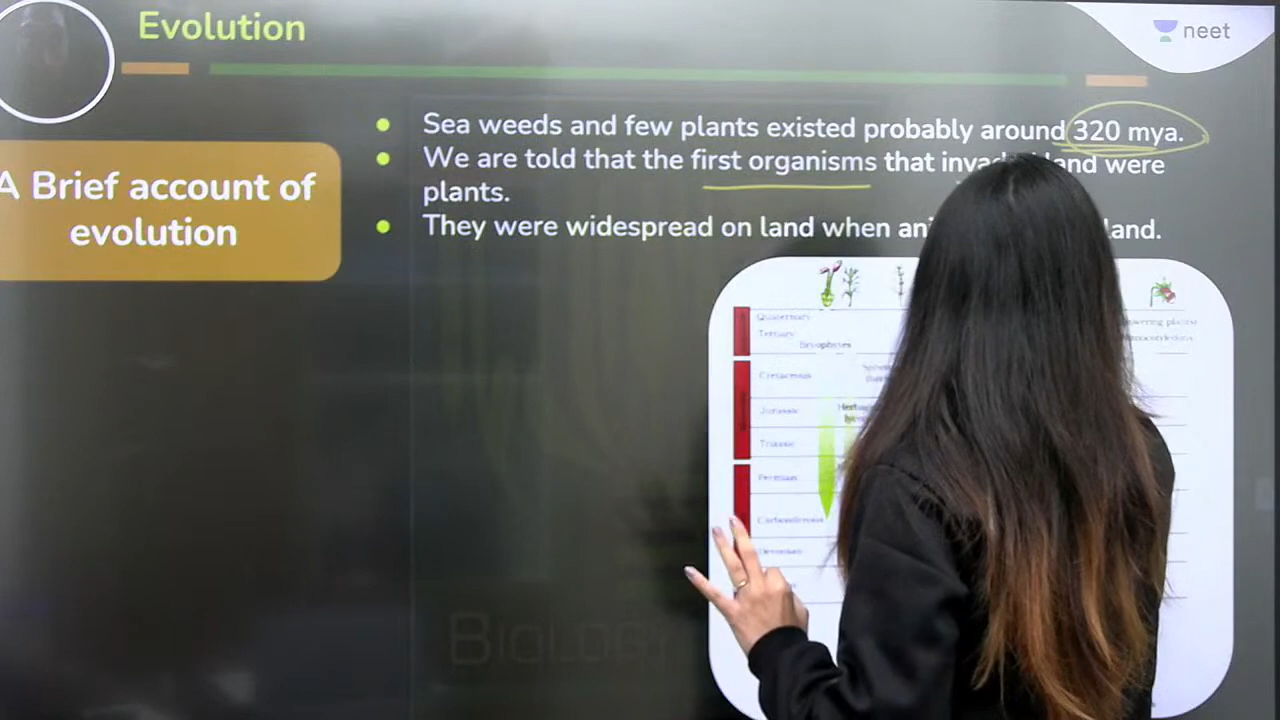 Evolution
neet
A Brief account of
evolution
Sea weeds and few plants existed probably around 320 mya.
We are told that the first organisms that land were
plants.
They were widespread on land when land.
Quaternary
Tertiary
Bryophytes
Cretaceous
Jurassic
Triassic
Permian
Carboniferous
Devonian
BIOLOGY